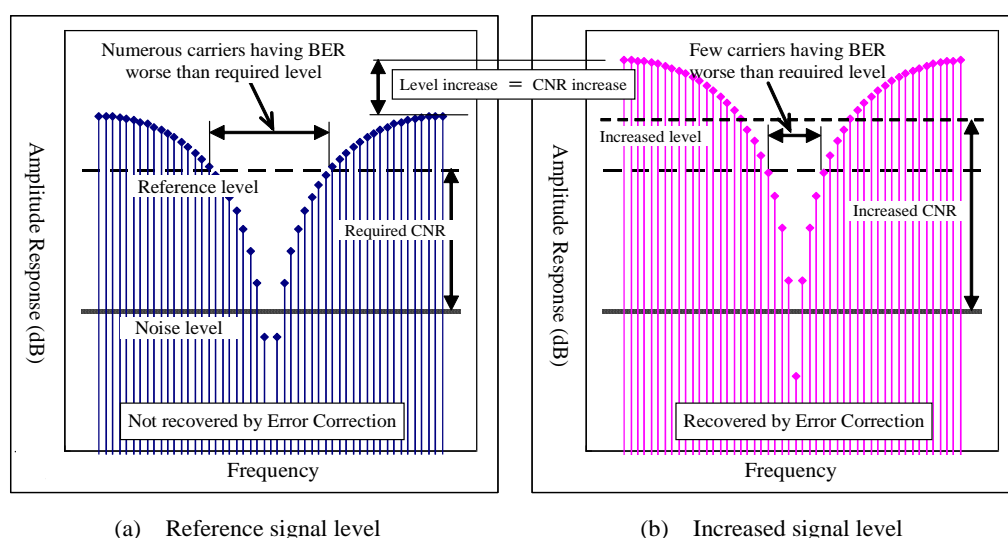 Numerous carriers having BER
worse than required level
Level increase = CNR increase
Reference level
Required CNR
Noise level
Not recovered by Error Correction
Amplitude Response (dB)
Frequency
(a) Reference signal level
Few carriers having BER
worse than required level
Increased level
Increased CNR
Recovered by Error Correction
Amplitude Response (dB)
Frequency
(b) Increased signal level